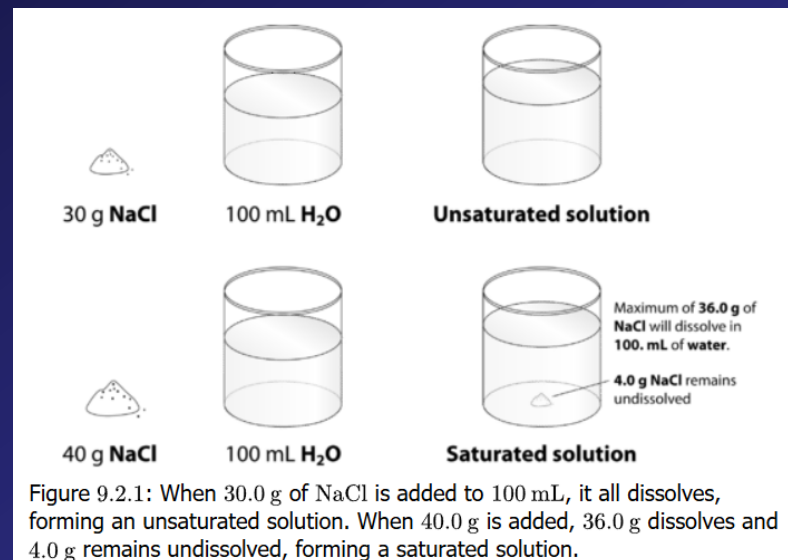 30 g NaCl
100 mL H₂O
Unsaturated solution
Maximum of 36.0 g of
NaCl will dissolve in
100. mL of water.
4.0 g NaCl remains
undissolved
40 g NaCl
100 mL H₂O
Saturated solution
Figure 9.2.1: When 30.0 g of NaCl is added to 100 mL, it all dissolves,
forming an unsaturated solution. When 40.0 g is added, 36.0 g dissolves and
4.0 g remains undissolved, forming a saturated solution.